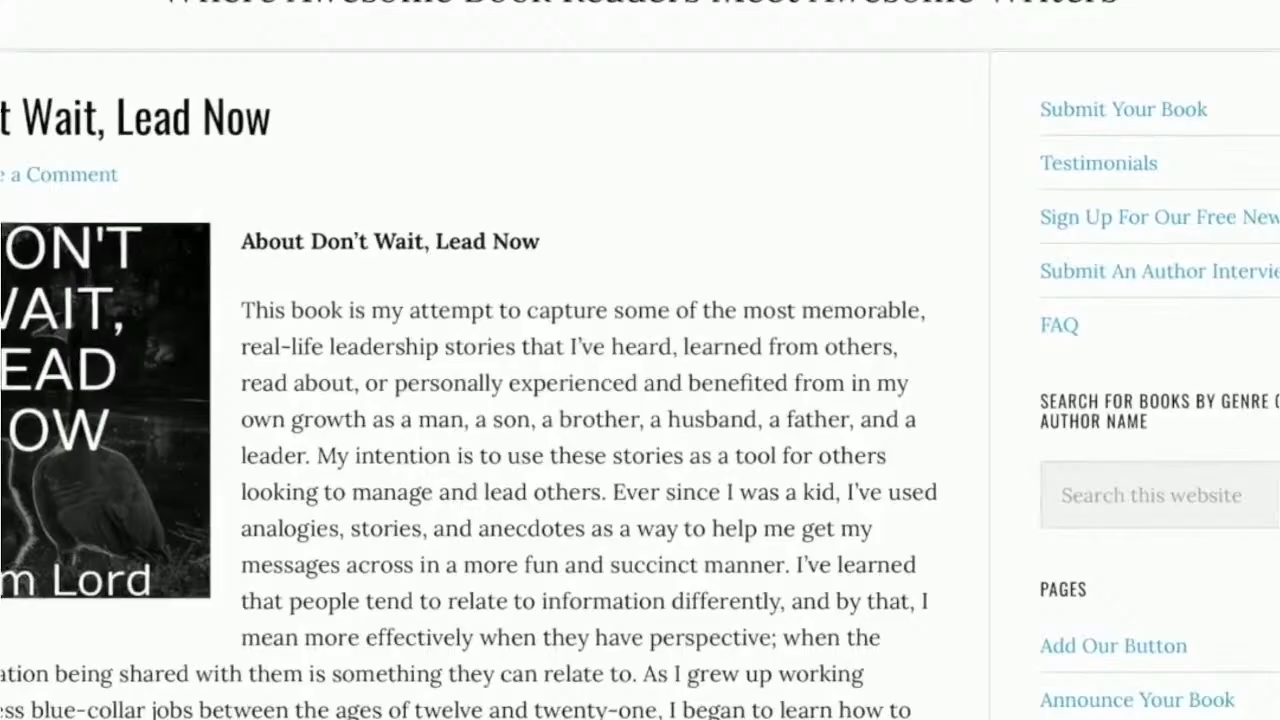 Where Awesome Book Readers Meet Awesome Writers
t Wait, Lead Now
e a Comment
ON'T
WAIT,
EAD
OW
m Lord
About Don't Wait, Lead Now
This book is my attempt to capture some of the most memorable,
real-life leadership stories that I've heard, learned from others,
read about, or personally experienced and benefited from in my
own growth as a man, a son, a brother, a husband, a father, and a
leader. My intention is to use these stories as a tool for others
looking to manage and lead others. Ever since I was a kid, I've used
analogies, stories, and anecdotes as a way to help me get my
messages across in a more fun and succinct manner. I've learned
that people tend to relate to information differently, and by that, I
mean more effectively when they have perspective; when the
ation being shared with them is something they can relate to. As I grew up working
ess blue-collar jobs between the ages of twelve and twenty-one, I began to learn how to
Submit Your Book
Testimonials
Sign Up For Our Free New
Submit An Author Intervie
FAQ
SEARCH FOR BOOKS BY GENRE O
AUTHOR NAME
Search this website
PAGES
Add Our Button
Announce Your Book